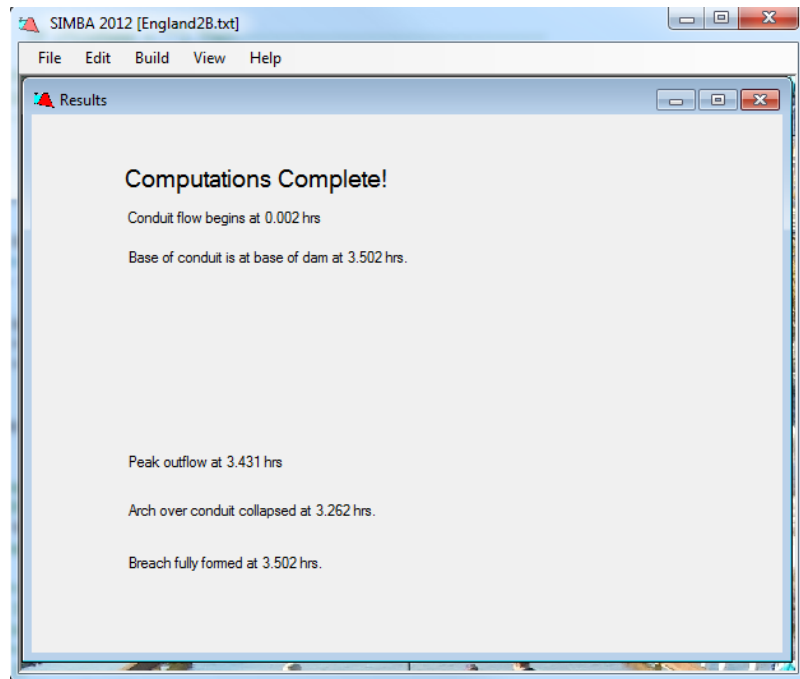 SIMBA 2012 [England2B.txt]
File Edit Build View Help
Results
Computations Complete!
Conduit flow begins at 0.002 hrs
Base of conduit is at base of dam at 3.502 hrs.
Peak outflow at 3.431 hrs
Arch over conduit collapsed at 3.262 hrs.
Breach fully formed at 3.502 hrs.